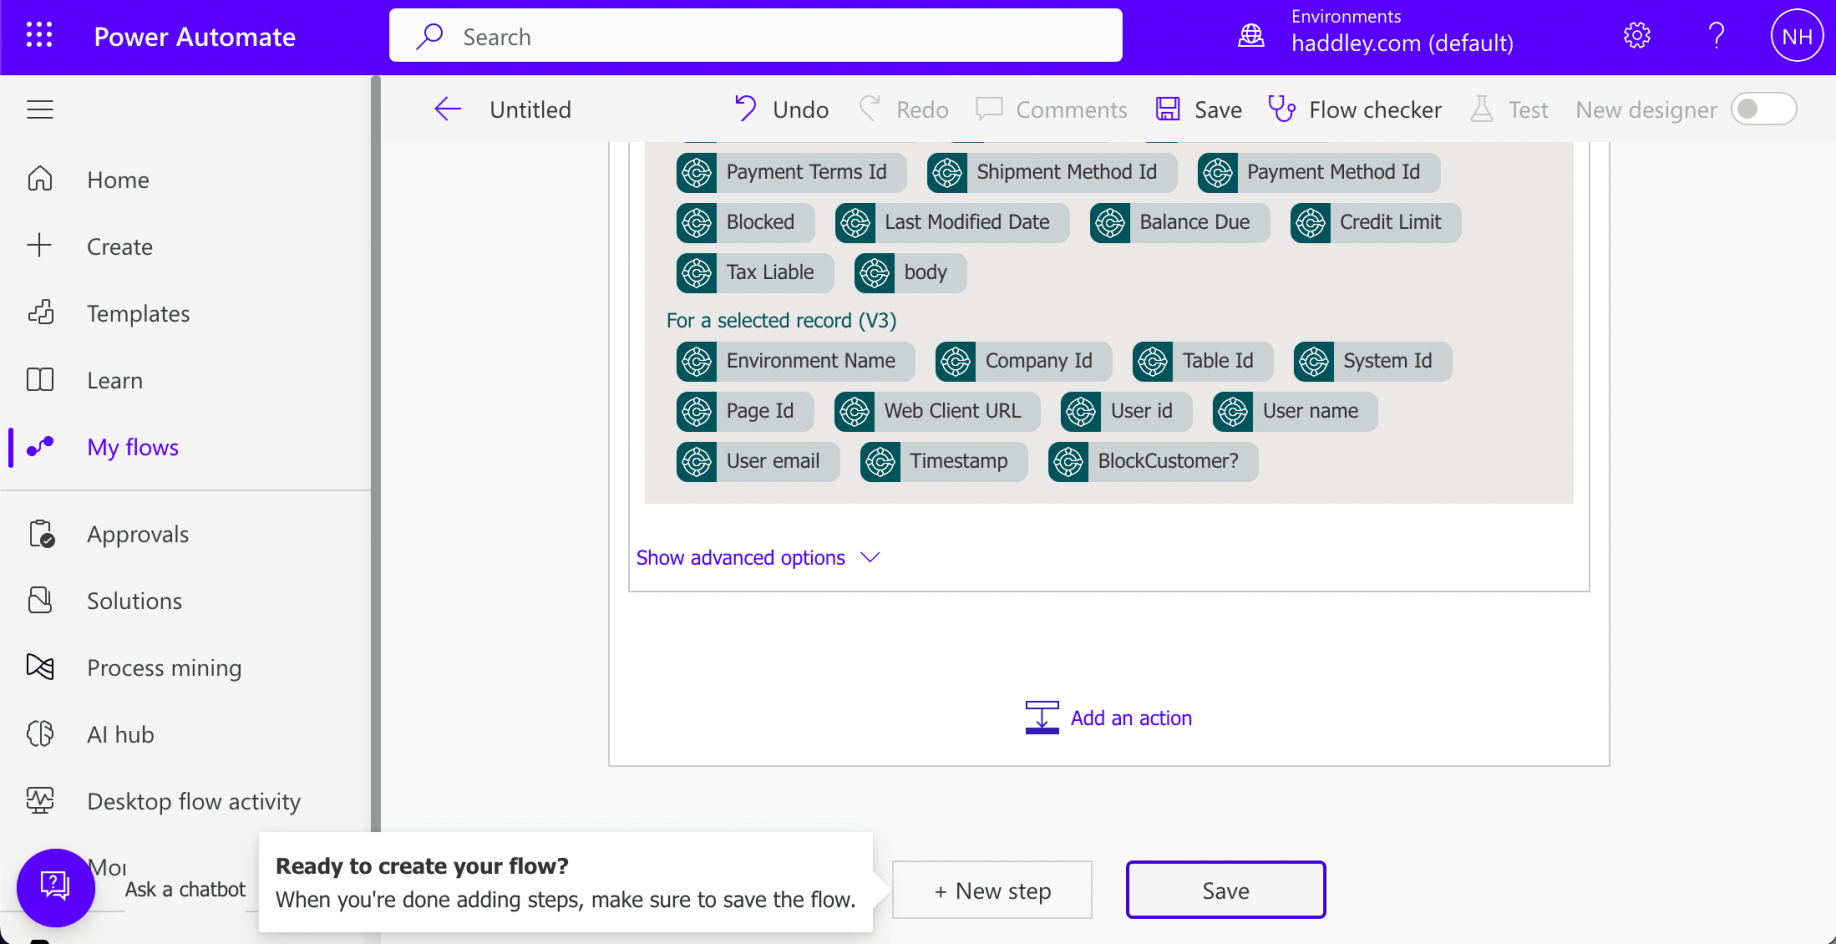 Power Automate
Search
Environments
haddley.com (default)
?
NH
Untitled
Undo
Redo
Comments
Save
Flow checker
Test
New designer
Home
Create
Templates
Learn
My flows
Approvals
Solutions
Process mining
AI hub
Desktop flow activity
Ask a chatbot
Payment Terms Id
Shipment Method Id
Payment Method Id
Blocked
Last Modified Date
Balance Due
Credit Limit
Tax Liable
body
For a selected record (V3)
Environment Name
Company Id
Table Id
System Id
Page Id
Web Client URL
User id
User name
User email
Timestamp
BlockCustomer?
Show advanced options
Add an action
Ready to create your flow?
When you're done adding steps, make sure to save the flow.
+ New step
Save